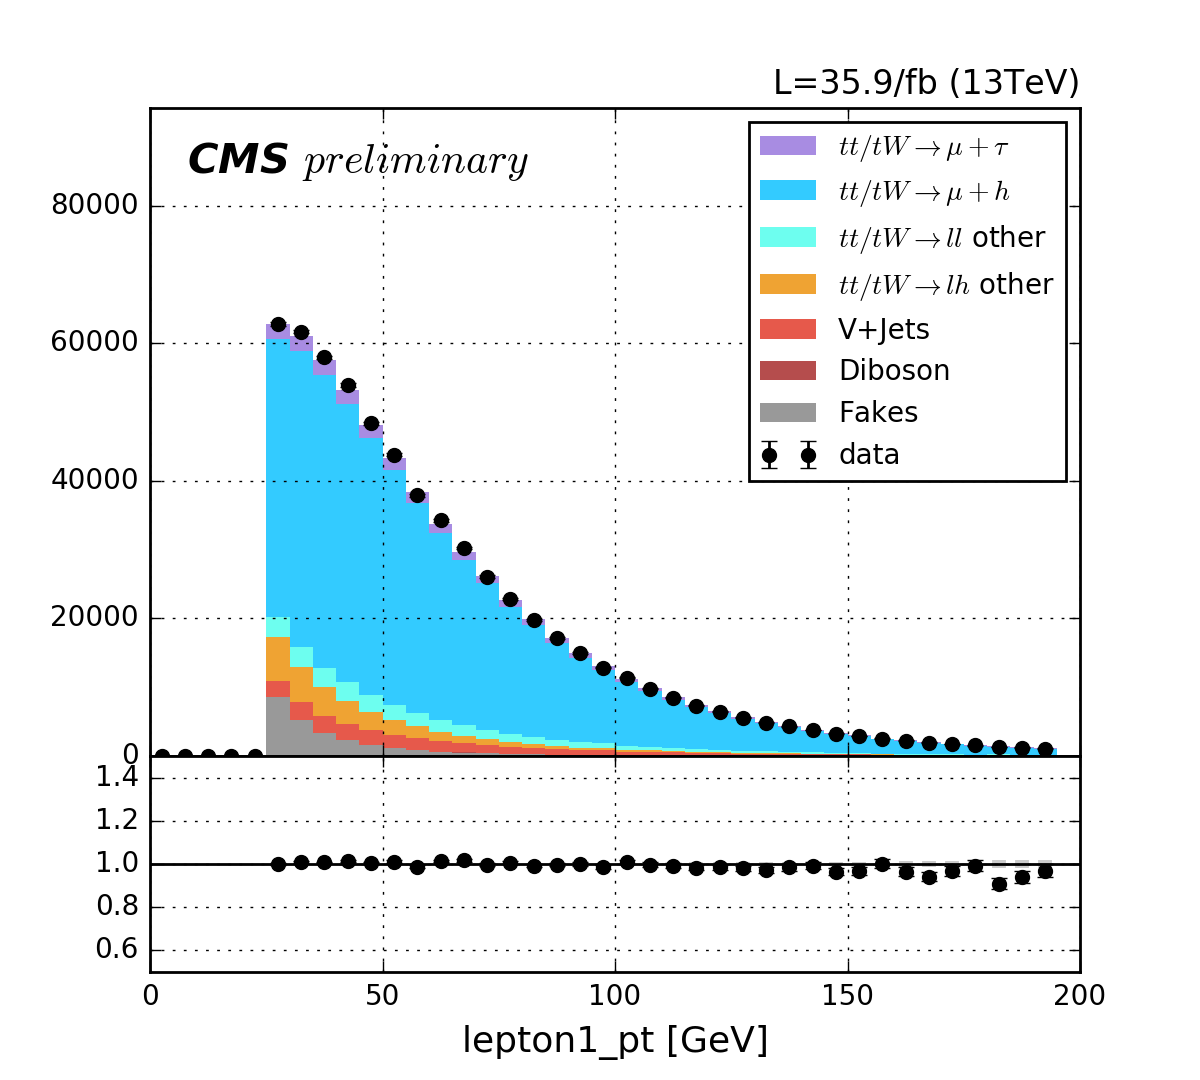 L=35.9/fb (13TeV)
CMS preliminary
tt/tW→μ+τ
tt/tW→μ+h
tt/tW→ll other
tt/tW→lh other
V+Jets
Diboson
Fakes
data
80000
60000
40000
20000
0
1.4
1.2
1.0
0.8
0.6
0 50 100 150 200
lepton1_pt [GeV]